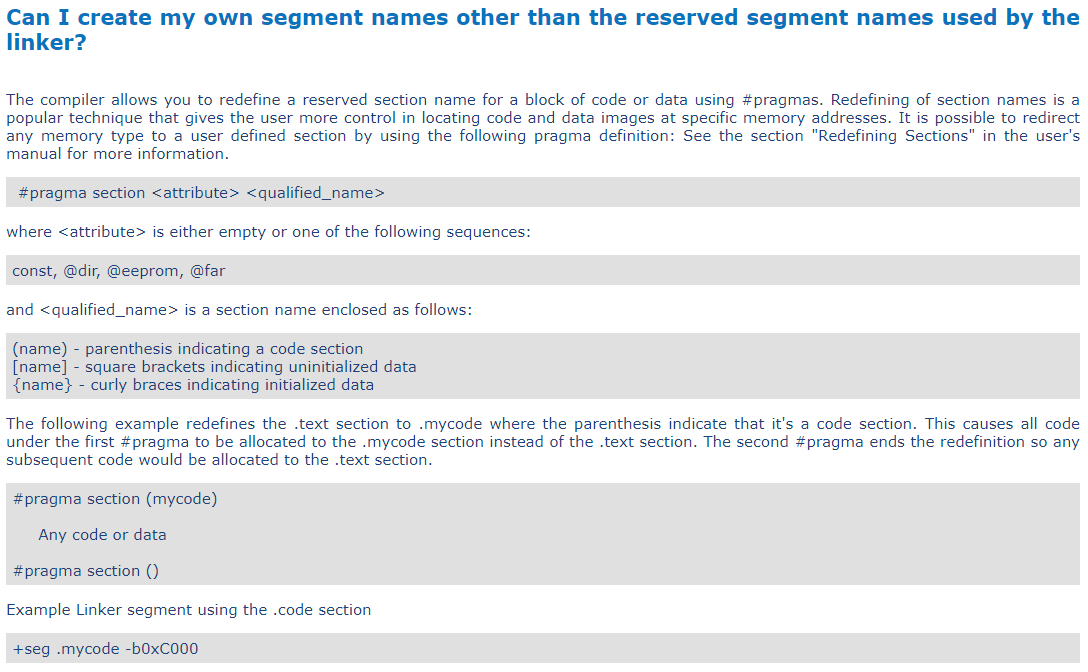 Can I create my own segment names other than the reserved segment names used by the
linker?
The compiler allows you to redefine a reserved section name for a block of code or data using #pragmas. Redefining of section names is a
popular technique that gives the user more control in locating code and data images at specific memory addresses. It is possible to redirect
any memory type to a user defined section by using the following pragma definition: See the section "Redefining Sections" in the user's
manual for more information.
#pragma section <attribute> <qualified_name>
where <attribute> is either empty or one of the following sequences:
const, @dir, @eeprom, @far
and <qualified_name> is a section name enclosed as follows:
(name) - parenthesis indicating a code section
[name] - square brackets indicating uninitialized data
{name} - curly braces indicating initialized data
The following example redefines the .text section to .mycode where the parenthesis indicate that it's a code section. This causes all code
under the first #pragma to be allocated to the .mycode section instead of the .text section. The second #pragma ends the redefinition so any
subsequent code would be allocated to the .text section.
#pragma section (mycode)
Any code or data
#pragma section ()
Example Linker segment using the .code section
+seg .mycode -b0xC000